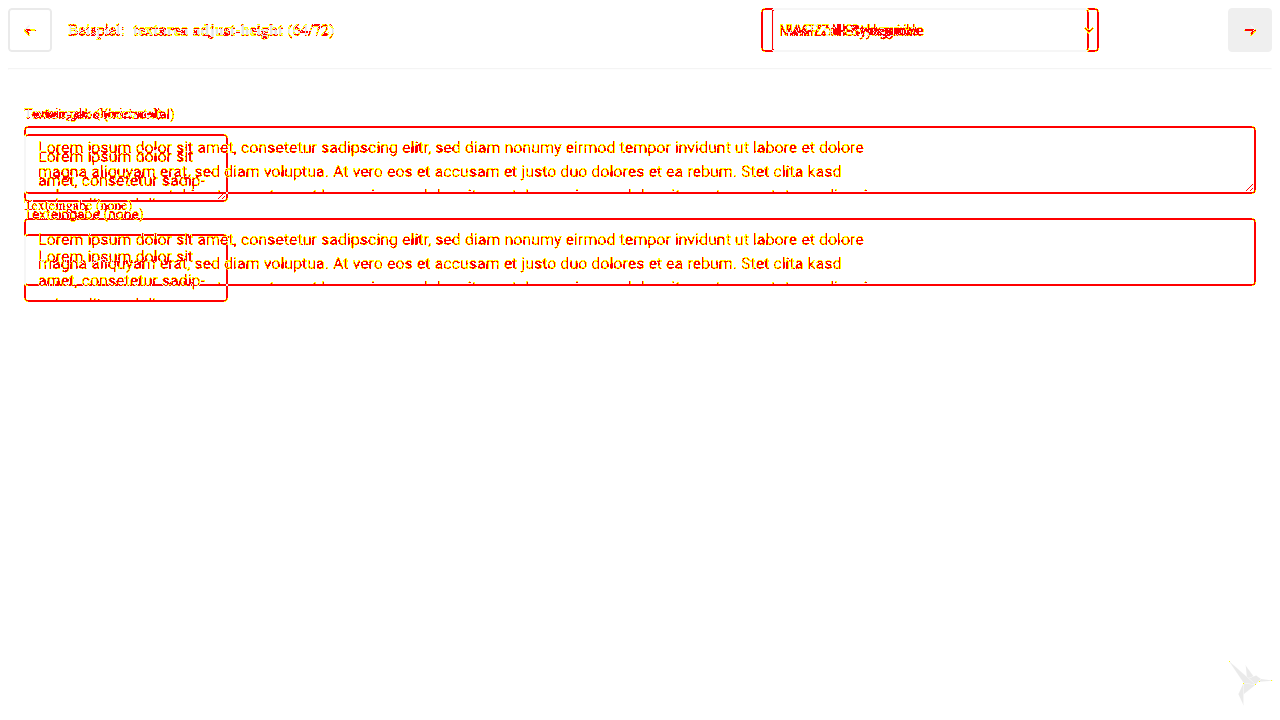 ←
Beispiel: textarea adjust-height (64/72)
→
Lorem ipsum dolor sit amet, consetetur sadipscing elitr, sed diam nonumy eirmod tempor invidunt ut labore et dolore
magna aliquyam erat, sed diam voluptua. At vero eos et accusam et justo duo dolores et ea rebum. Stet clita kasd
Lorem ipsum dolor sit
amet, consetetur sadip-
Texteingabe (none)
Texteingabe (none)
Lorem ipsum dolor sit amet, consetetur sadipscing elitr, sed diam nonumy eirmod tempor invidunt ut labore et dolore
magna aliquyam erat, sed diam voluptua. At vero eos et accusam et justo duo dolores et ea rebum. Stet clita kasd
Lorem ipsum dolor sit
amet, consetetur sadip-